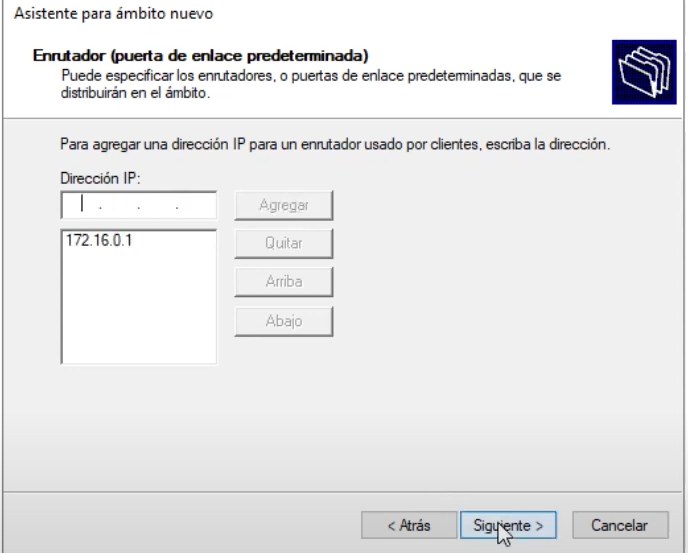 Asistente para ámbito nuevo
Enrutador (puerta de enlace predeterminada)
Puede especificar los enrutadores, o puertas de enlace predeterminadas, que se
distribuirán en el ámbito.
Para agregar una dirección IP para un enrutador usado por clientes, escriba la dirección.
Dirección IP:
. . .
Agregar
172.16.0.1
Quitar
Arriba
Abajo
< Atrás
Siguiente >
Cancelar